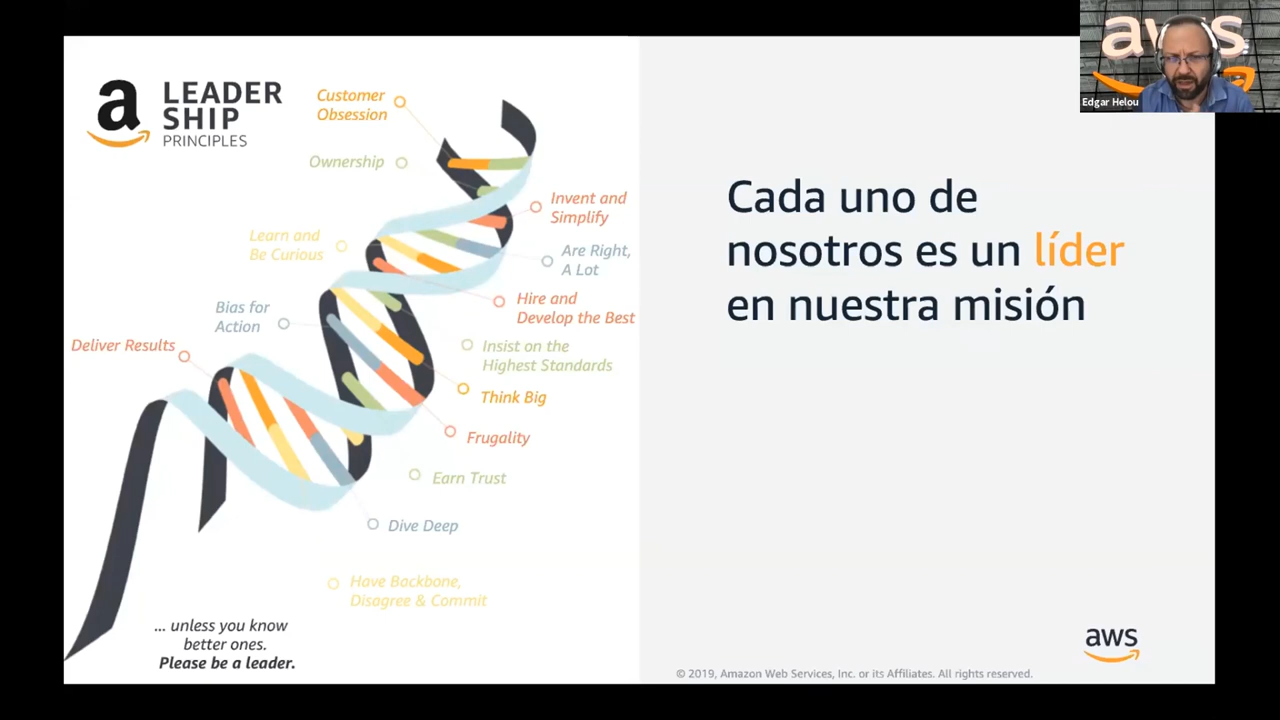 a LEADER
SHIP
PRINCIPLES
Customer
Obsession
Ownership
Invent and
Simplify
Learn and
Be Curious
Are Right,
A Lot
Hire and
Develop the Best
Bias for
Action
Deliver Results
Insist on the
Highest Standards
Think Big
Frugality
Earn Trust
Dive Deep
Have Backbone,
Disagree & Commit
... unless you know
better ones.
Please be a leader.
Cada uno de
nosotros es un líder
en nuestra misión
aws
© 2019, Amazon Web Services, Inc. or its Affiliates. All rights reserved.
aws
Edgar Helou